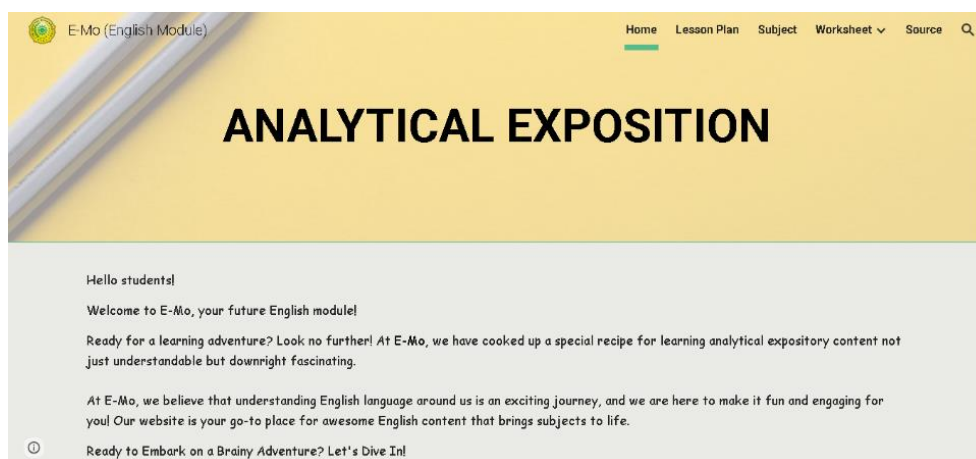 E-Mo (English Module)
Home Lesson Plan Subject Worksheet Source
ANALYTICAL EXPOSITION
Hello students!
Welcome to E-Mo, your future English module!
Ready for a learning adventure? Look no further! At E-Mo, we have cooked up a special recipe for learning analytical expository content not
just understandable but downright fascinating.
At E-Mo, we believe that understanding English language around us is an exciting journey, and we are here to make it fun and engaging for
you! Our website is your go-to place for awesome English content that brings subjects to life.
Ready to Embark on a Brainy Adventure? Let's Dive In!